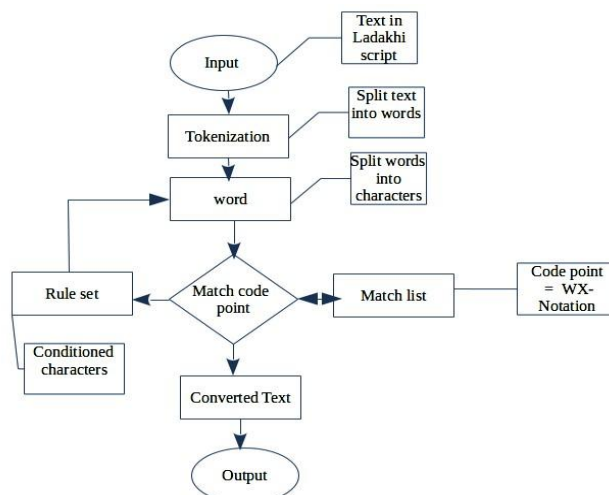 Text in
Ladakhi
script
Input
Split text
into words
Tokenization
Split words
into
characters
word
Match code
point
Rule set
Match list
Code point
= WX-
Notation
Conditioned
characters
Converted Text
Output